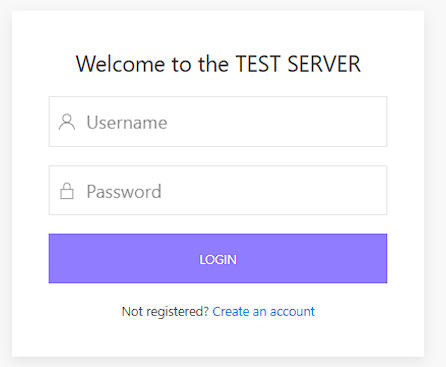 Welcome to the TEST SERVER
Username
Password
LOGIN
Not registered? Create an account